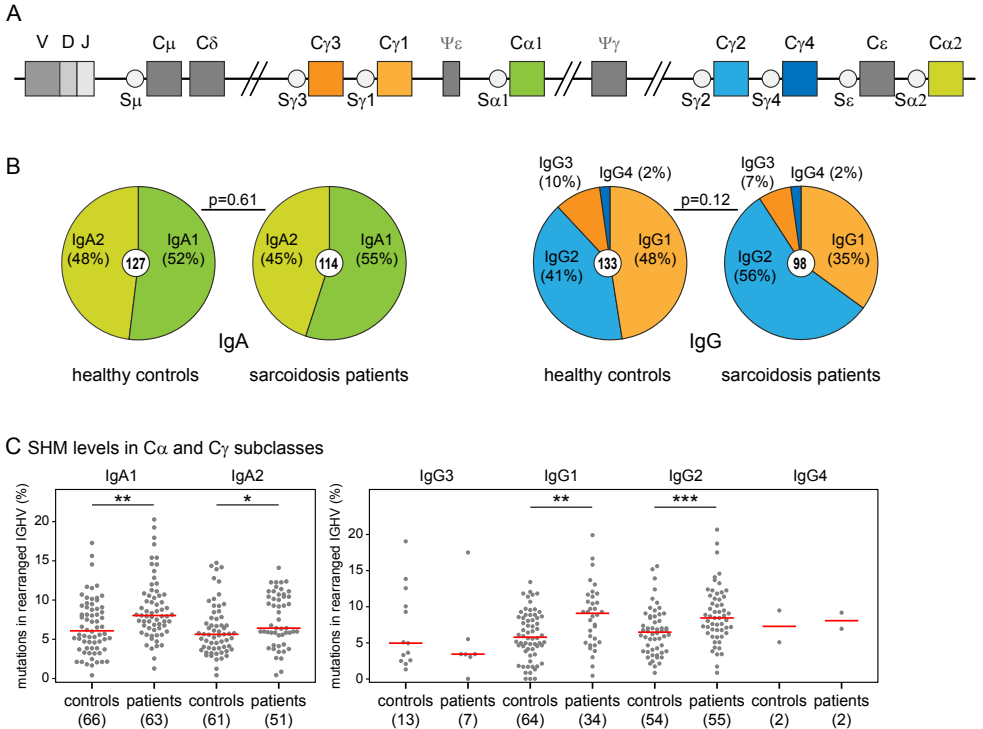 A
V D J Cμ Cδ Cγ3 Cγ1 Ψε Cα1 Ψγ Cγ2 Cγ4 Cε Cα2
Sμ Sγ3 Sγ1 Sα1 Sγ2 Sγ4 Sε Sα2
B
IgA2
(48%)
127
IgA1
(52%)
p=0.61
IgA2
(45%)
114
IgA1
(55%)
IgA
healthy controls
sarcoidosis patients
IgG3
(10%)
IgG4 (2%)
IgG2
(41%)
133
IgG1
(48%)
p=0.12
IgG3
(7%)
IgG2
(56%)
98
IgG1
(35%)
IgG
healthy controls
sarcoidosis patients
C SHM levels in Cα and Cγ subclasses
IgA1 IgA2
mutations in rearranged IGHV (%)
20
15
10
5
0
** *
controls patients controls patients
(66) (63) (61) (51)
IgG3 IgG1 IgG2 IgG4
mutations in rearranged IGHV (%)
20
15
10
5
0
** ***
controls patients controls patients controls patients controls patients
(13) (7) (64) (34) (54) (55) (2) (2)